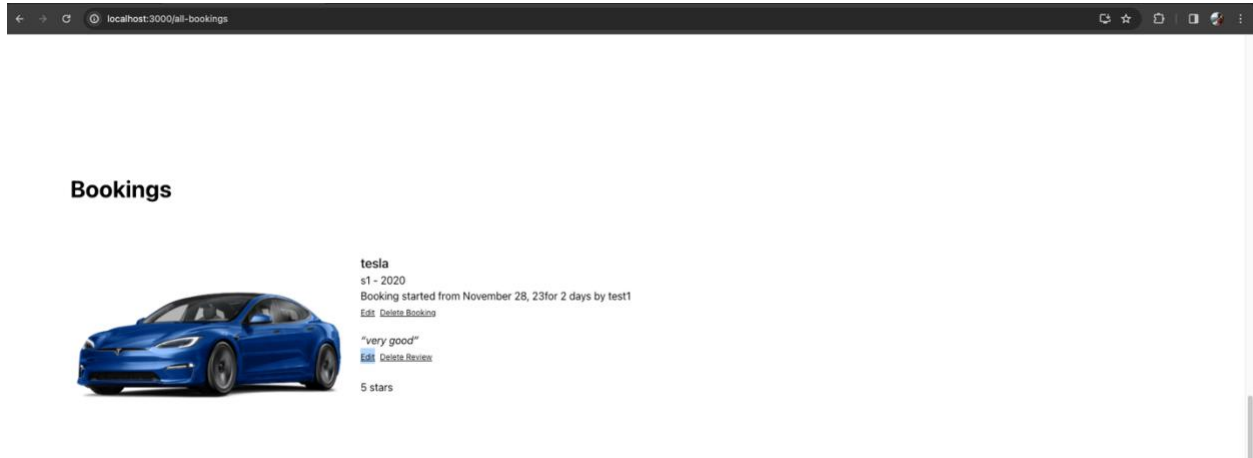 localhost:3000/all-bookings
Bookings
tesla
s1 - 2020
Booking started from November 28, 23for 2 days by test1
Edit Delete Booking
“very good”
Edit Delete Review
5 stars